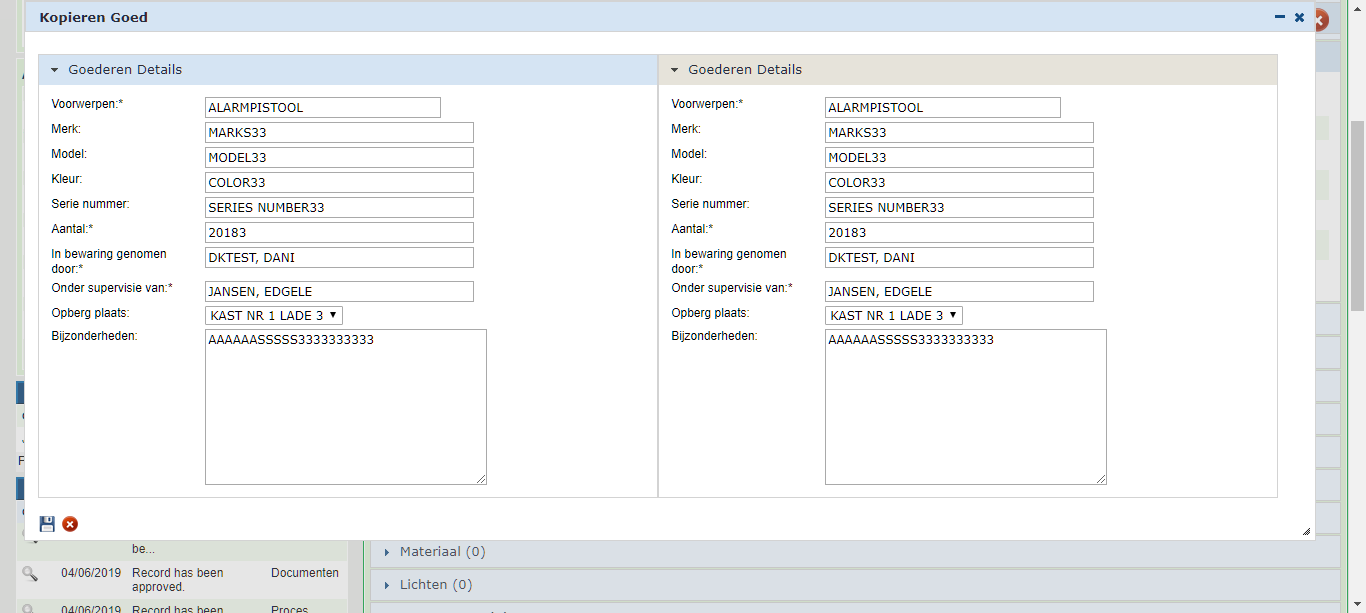 Kopieren Goed
Goederen Details
Voorwerpen:*
ALARMPISTOOL
Merk:
MARKS33
Model:
MODEL33
Kleur:
COLOR33
Serie nummer:
SERIES NUMBER33
Aantal:*
20183
In bewaring genomen
door:*
DKTEST, DANI
Onder supervisie van:*
JANSEN, EDGELE
Opberg plaats:
KAST NR 1 LADE 3
Bijzonderheden:
AAAAAASSSSS3333333333
Goederen Details
Voorwerpen:*
ALARMPISTOOL
Merk:
MARKS33
Model:
MODEL33
Kleur:
COLOR33
Serie nummer:
SERIES NUMBER33
Aantal:*
20183
In bewaring genomen
door:*
DKTEST, DANI
Onder supervisie van:*
JANSEN, EDGELE
Opberg plaats:
KAST NR 1 LADE 3
Bijzonderheden:
AAAAAASSSSS3333333333
be...
04/06/2019 Record has been Documenten
approved.
04/06/2019 Record has been Proces
Materiaal (0)
Lichten (0)